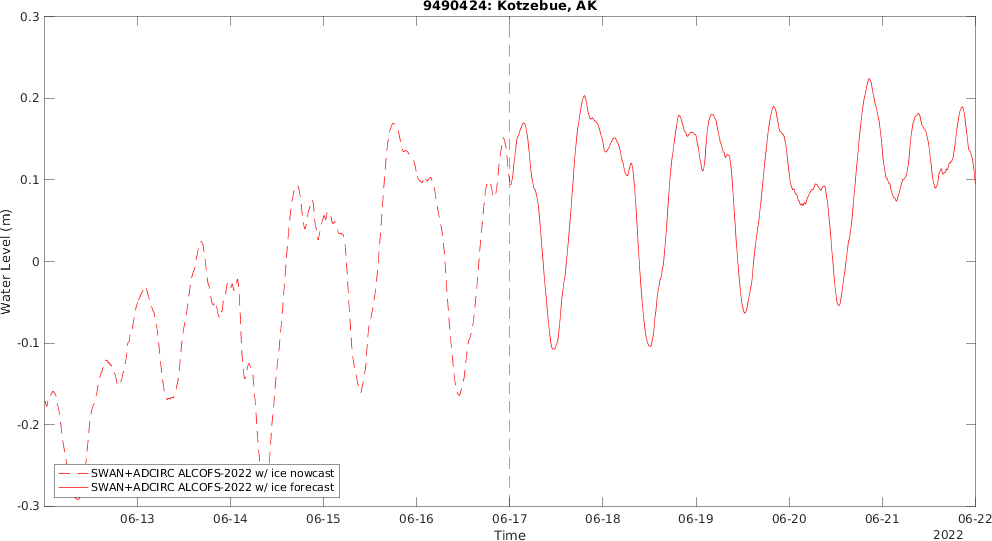 9490424: Kotzebue, AK
0.3
0.2
0.1
0
-0.1
-0.2
-0.3
Water Level (m)
SWAN+ADCIRC ALCOFS-2022 w/ ice nowcast
SWAN+ADCIRC ALCOFS-2022 w/ ice forecast
06-13 06-14 06-15 06-16 06-17 06-18 06-19 06-20 06-21 06-22
Time
2022